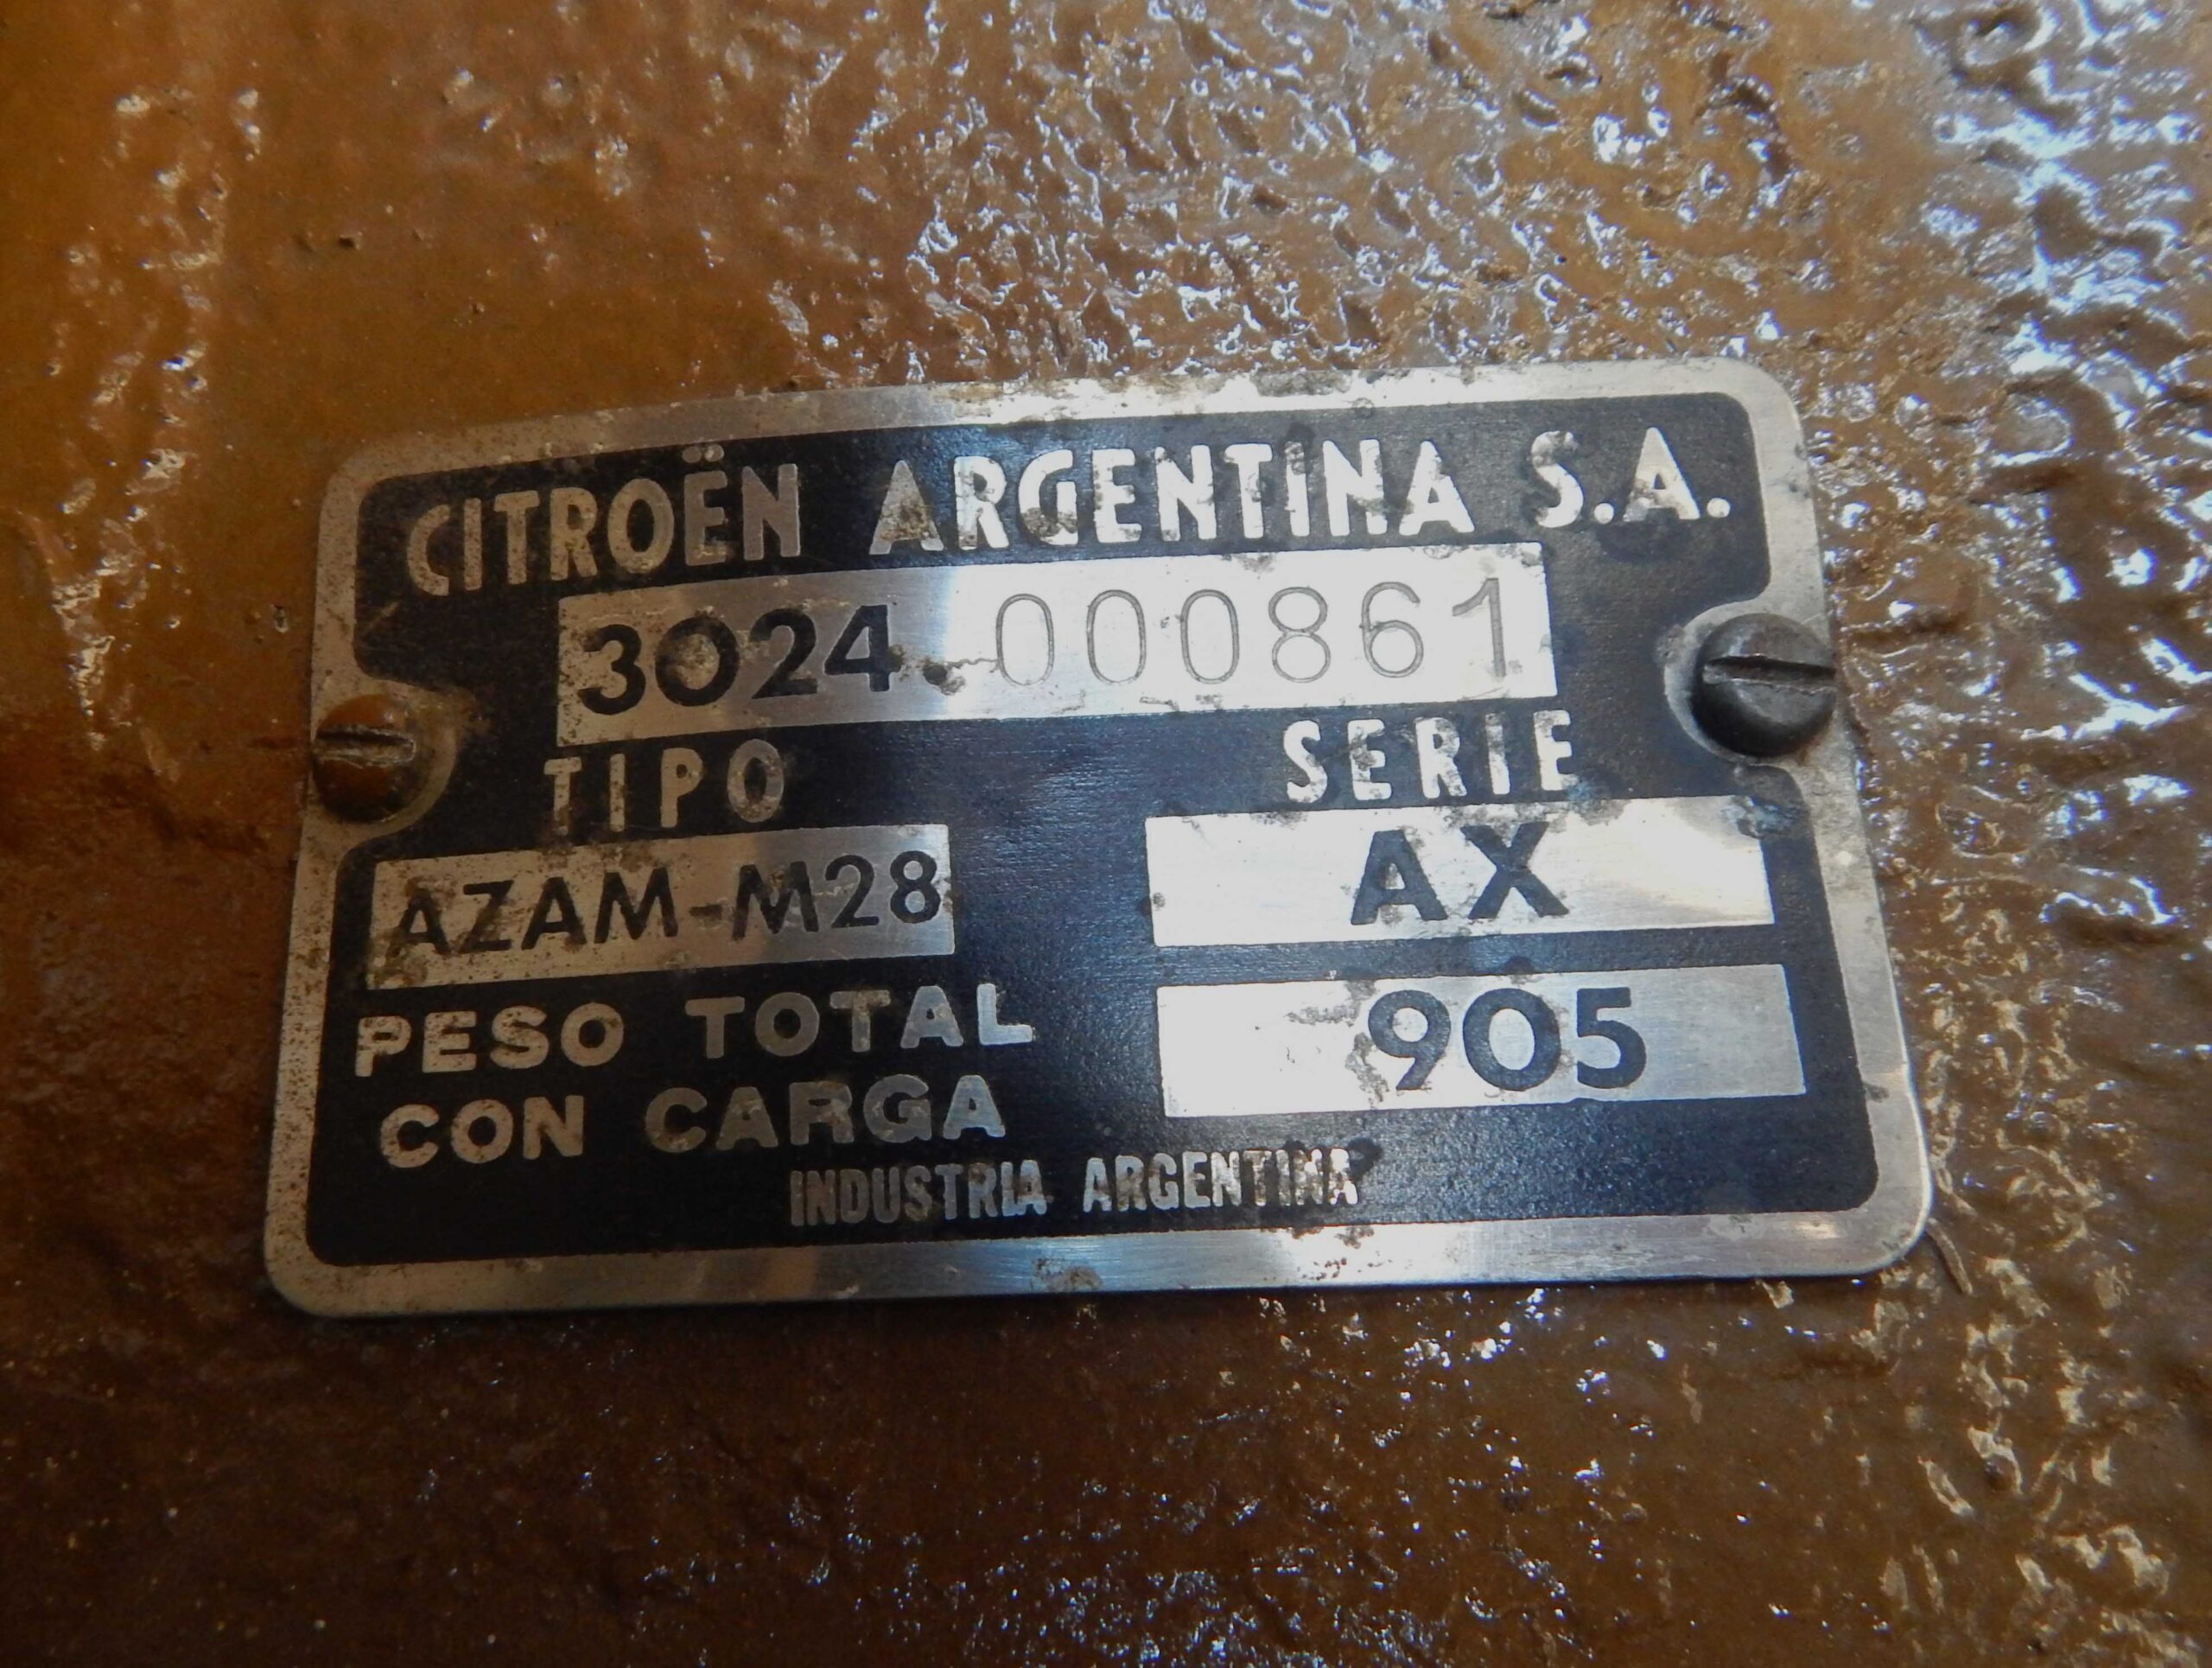 CITROËN ARGENTINA S.A.
3024 000861
TIPO SERIE
AZAM-M28 AX
PESO TOTAL
CON CARGA 905
INDUSTRIA ARGENTINA